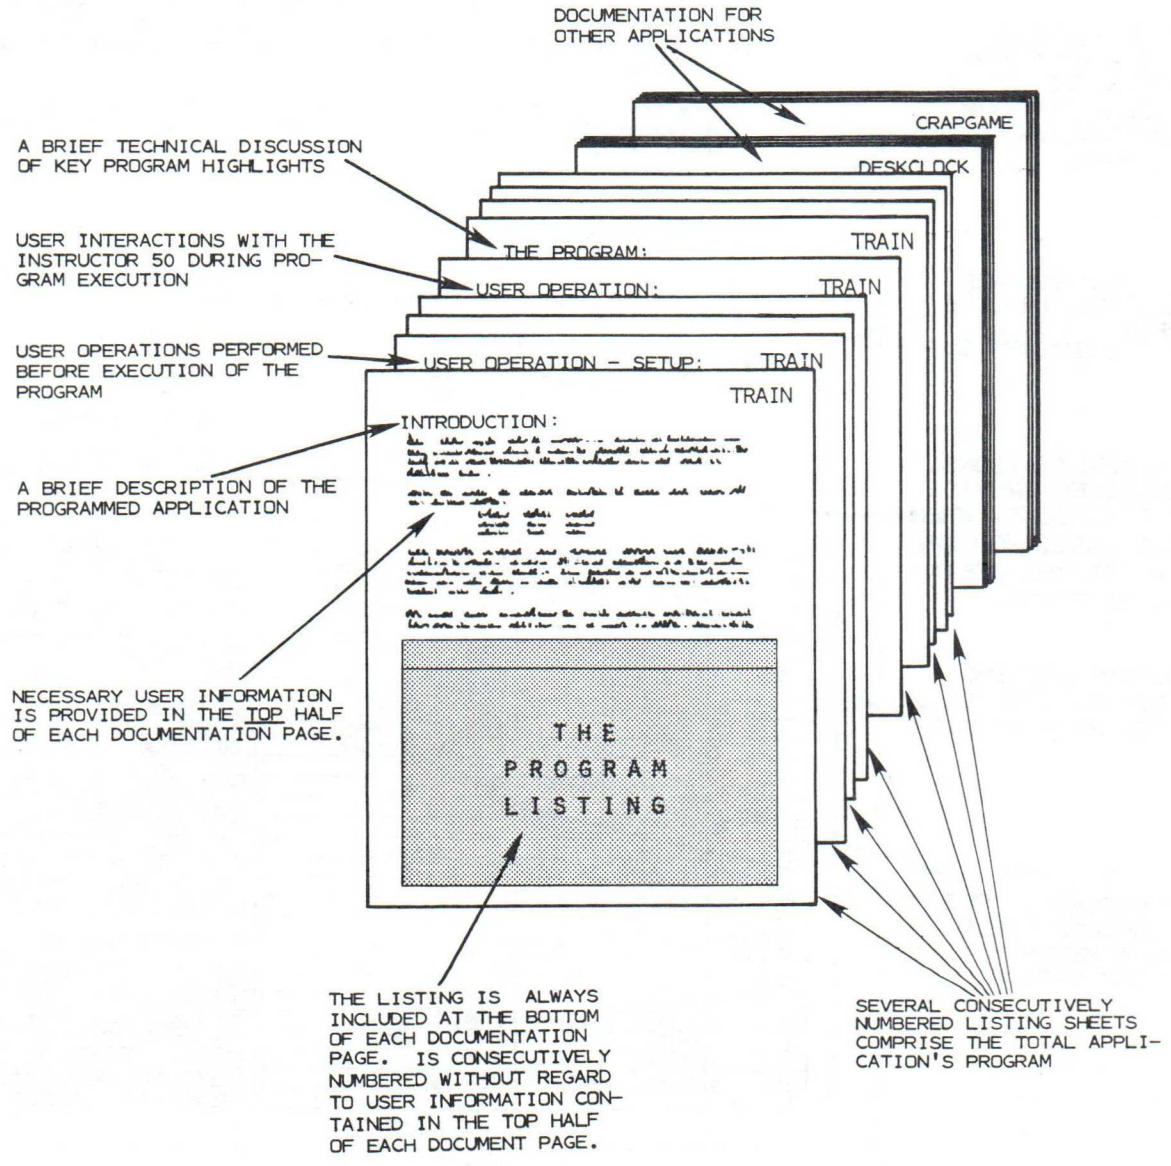 DOCUMENTATION FOR
OTHER APPLICATIONS
CRAPGAME
DESKCLOCK
A BRIEF TECHNICAL DISCUSSION
OF KEY PROGRAM HIGHLIGHTS
THE PROGRAM:
TRAIN
USER INTERACTIONS WITH THE
INSTRUCTOR 50 DURING PRO-
GRAM EXECUTION
USER OPERATION:
TRAIN
USER OPERATIONS PERFORMED
BEFORE EXECUTION OF THE
PROGRAM
USER OPERATION - SETUP:
TRAIN
TRAIN
INTRODUCTION:
A BRIEF DESCRIPTION OF THE
PROGRAMMED APPLICATION
NECESSARY USER INFORMATION
IS PROVIDED IN THE TOP HALF
OF EACH DOCUMENTATION PAGE.
THE
PROGRAM
LISTING
THE LISTING IS ALWAYS
INCLUDED AT THE BOTTOM
OF EACH DOCUMENTATION
PAGE. IS CONSECUTIVELY
NUMBERED WITHOUT REGARD
TO USER INFORMATION CON-
TAINED IN THE TOP HALF
OF EACH DOCUMENT PAGE.
SEVERAL CONSECUTIVELY
NUMBERED LISTING SHEETS
COMPRISE THE TOTAL APPLI-
CATION'S PROGRAM